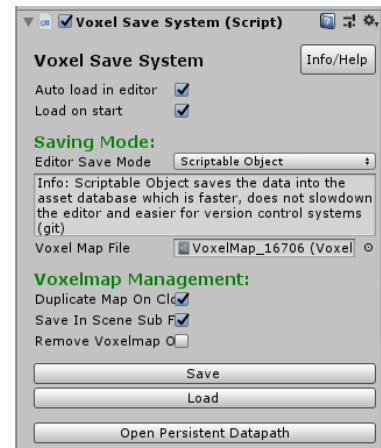 Voxel Save System (Script)
Voxel Save System
Info/Help
Auto load in editor
Load on start
Saving Mode:
Editor Save Mode Scriptable Object
Info: Scriptable Object saves the data into the
asset database which is faster, does not slowdown
the editor and easier for version control systems
(git)
Voxel Map File VoxelMap_16706 (Voxel
Voxelmap Management:
Duplicate Map On Clo
Save In Scene Sub F
Remove Voxelmap O
Save
Load
Open Persistent Datapath